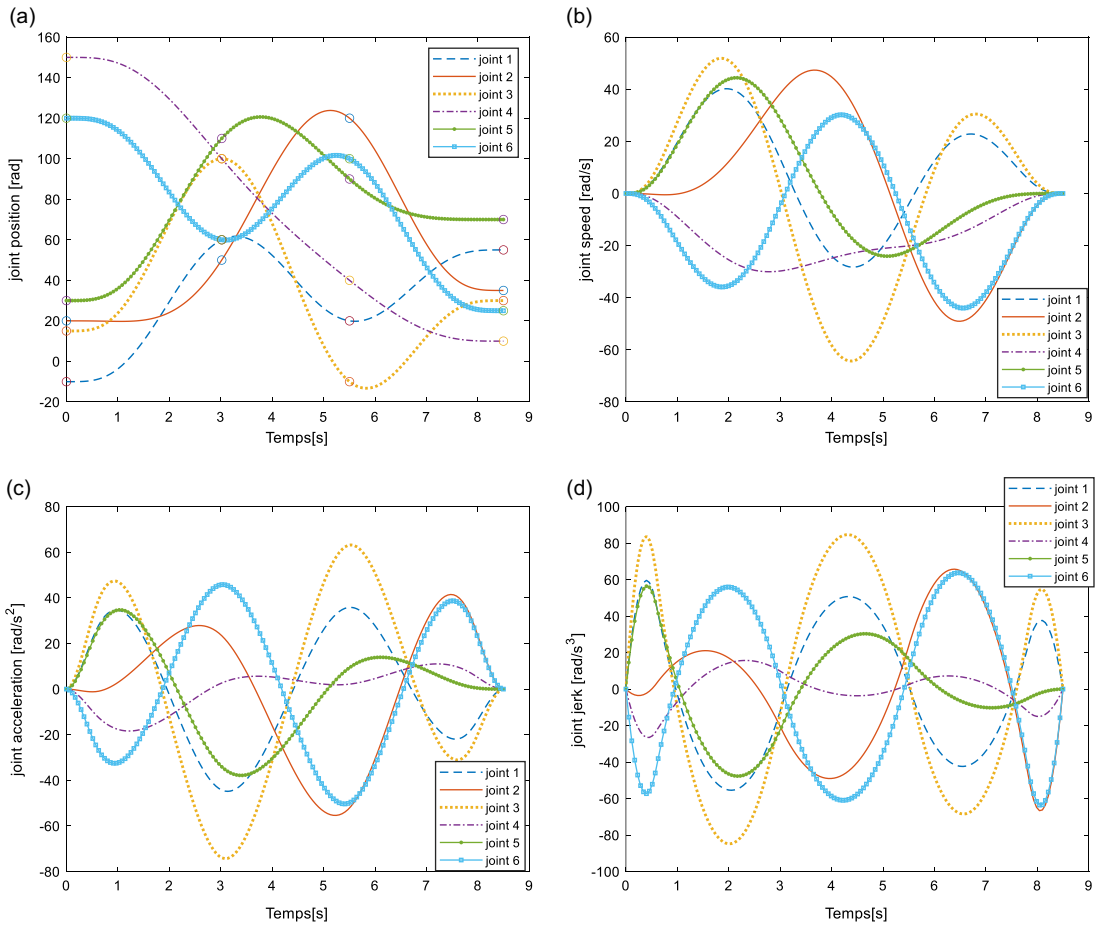 (a)
160
140
120
100
80
60
40
20
0
-20
0 1 2 3 4 5 6 7 8 9
joint position [rad]
Temps[s]
joint 1
joint 2
joint 3
joint 4
joint 5
joint 6
(b)
60
40
20
0
-20
-40
-60
-80
0 1 2 3 4 5 6 7 8 9
joint speed [rad/s]
Temps[s]
joint 1
joint 2
joint 3
joint 4
joint 5
joint 6
(c)
80
60
40
20
0
-20
-40
-60
-80
0 1 2 3 4 5 6 7 8 9
joint acceleration [rad/s²]
Temps[s]
joint 1
joint 2
joint 3
joint 4
joint 5
joint 6
(d)
100
80
60
40
20
0
-20
-40
-60
-80
-100
0 1 2 3 4 5 6 7 8 9
joint jerk [rad/s³]
Temps[s]
joint 1
joint 2
joint 3
joint 4
joint 5
joint 6